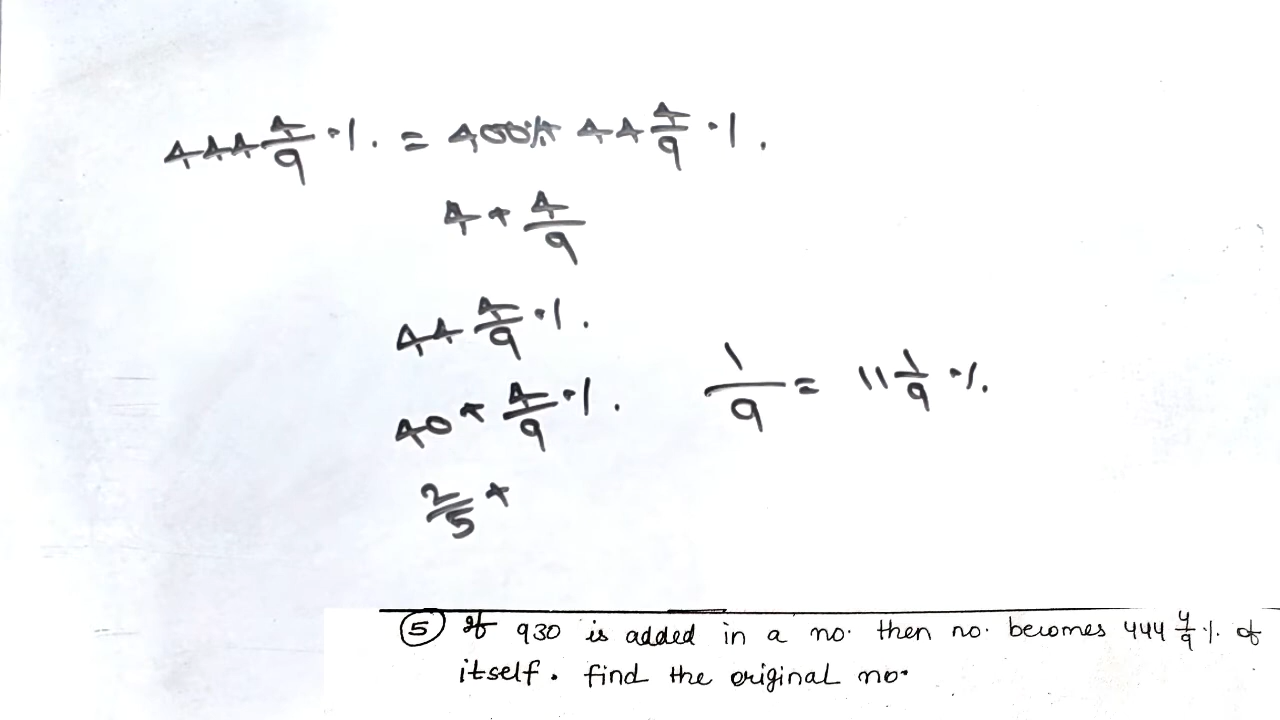 444 4/9 % = 400% + 44 4/9 %
4 + 4/9
44 4/9 %
40 + 4/9 %
1/9 = 11 1/9 %
2/5 +
⑤ If 930 is added in a no. then no. becomes 444 4/9 % of
itself. find the original no.